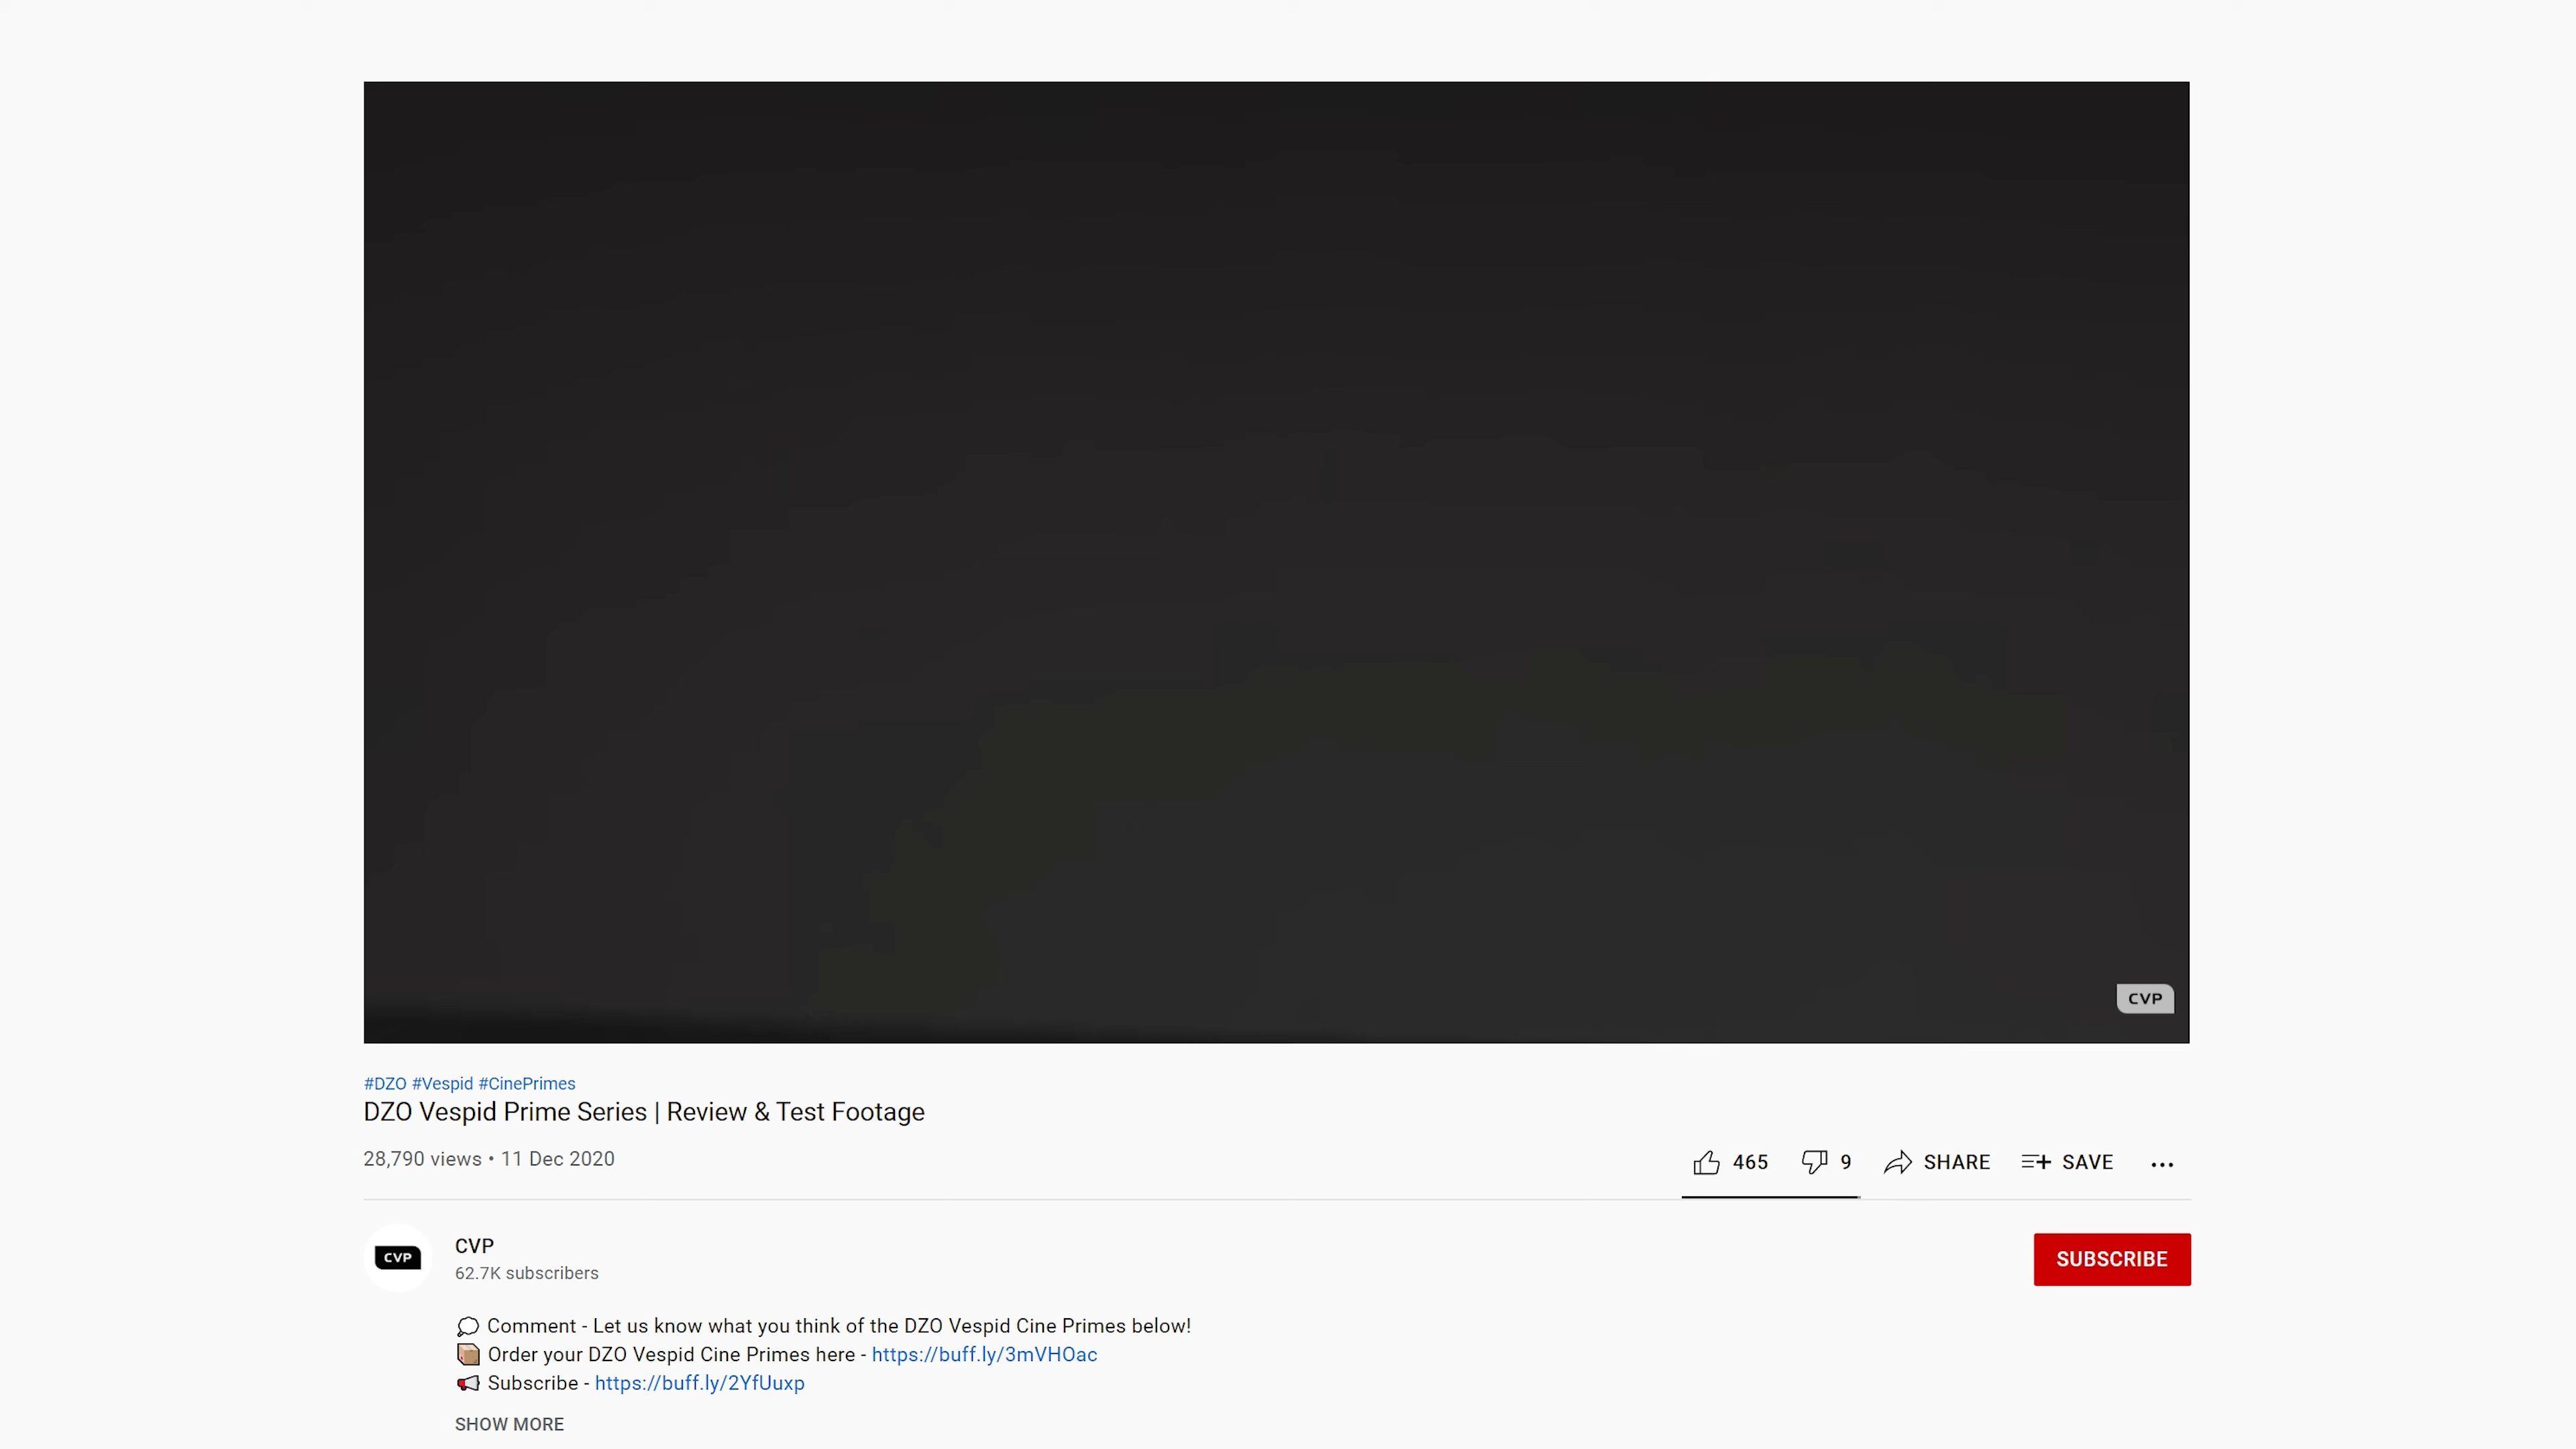 CVP
#DZO #Vespid #CinePrimes
DZO Vespid Prime Series | Review & Test Footage
28,790 views • 11 Dec 2020
465 9 SHARE SAVE ...
CVP
CVP
62.7K subscribers
SUBSCRIBE
Comment - Let us know what you think of the DZO Vespid Cine Primes below!
Order your DZO Vespid Cine Primes here - https://buff.ly/3mVHOac
Subscribe - https://buff.ly/2YfUuxp
SHOW MORE